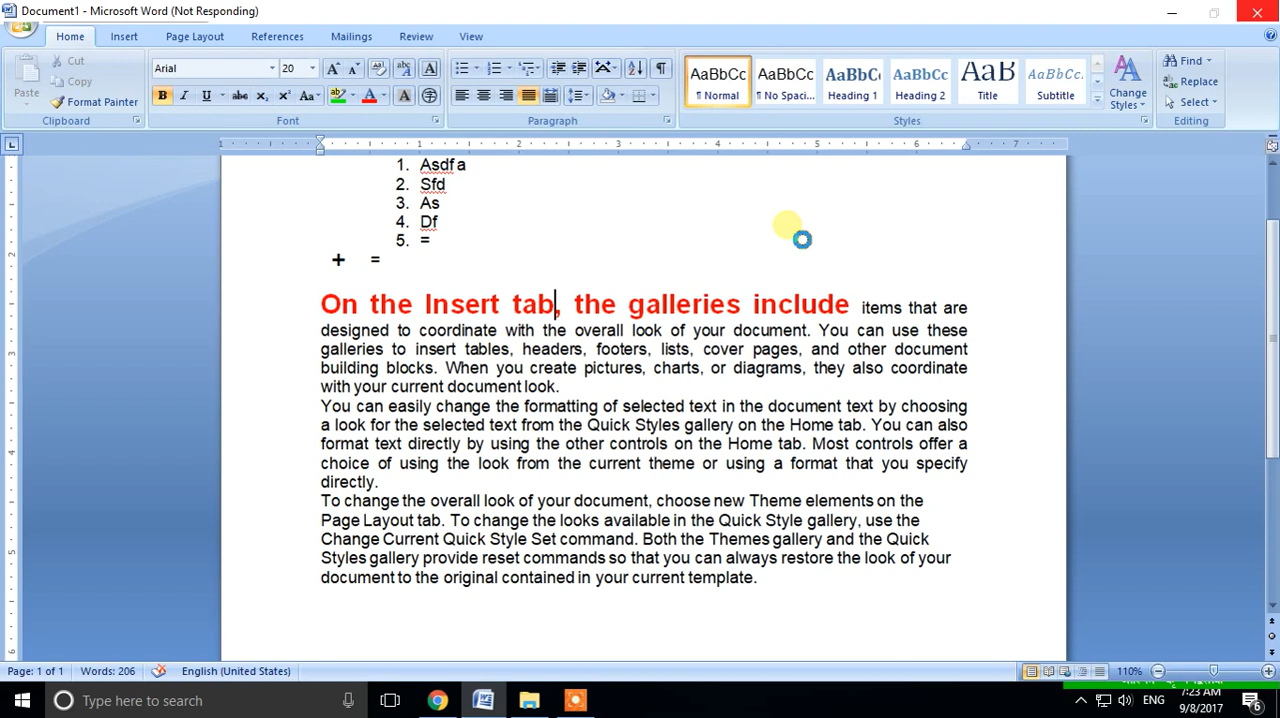 Document1 - Microsoft Word (Not Responding)
Home Insert Page Layout References Mailings Review View
Paste Cut Copy Format Painter Clipboard
Arial 20 Font
Paragraph
AaBbCc AaBbCc AaBbCc AaBbCc AaB AaBbCc
¶ Normal ¶ No Spaci... Heading 1 Heading 2 Title Subtitle
Change Styles Styles
Find Replace Select Editing
1 1 2 3 4 5 6 7
1. Asdf a
2. Sfd
3. As
4. Df
5. =
+ =
On the Insert tab, the galleries include items that are
designed to coordinate with the overall look of your document. You can use these
galleries to insert tables, headers, footers, lists, cover pages, and other document
building blocks. When you create pictures, charts, or diagrams, they also coordinate
with your current document look.
You can easily change the formatting of selected text in the document text by choosing
a look for the selected text from the Quick Styles gallery on the Home tab. You can also
format text directly by using the other controls on the Home tab. Most controls offer a
choice of using the look from the current theme or using a format that you specify
directly.
To change the overall look of your document, choose new Theme elements on the
Page Layout tab. To change the looks available in the Quick Style gallery, use the
Change Current Quick Style Set command. Both the Themes gallery and the Quick
Styles gallery provide reset commands so that you can always restore the look of your
document to the original contained in your current template.
Page: 1 of 1 Words: 206 English (United States) 110%
Type here to search ENG 7:23 AM
9/8/2017 6